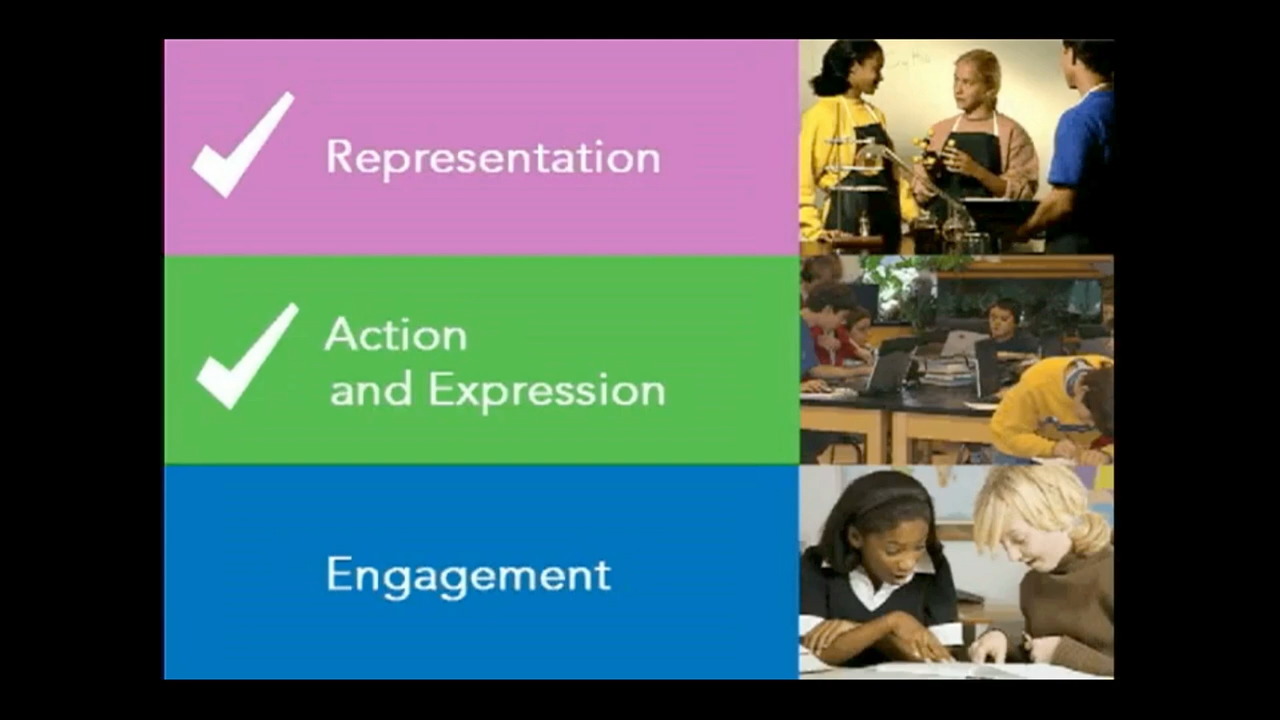 Representation
Action
and Expression
Engagement